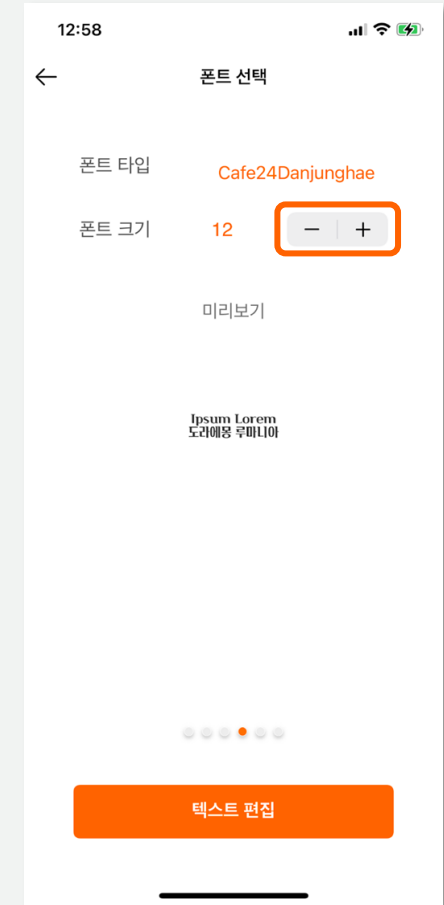 12:58
폰트 선택
폰트 타입
Cafe24Danjunghae
폰트 크기
12
− +
미리보기
Ipsum Lorem
도라에몽 루마니아
텍스트 편집